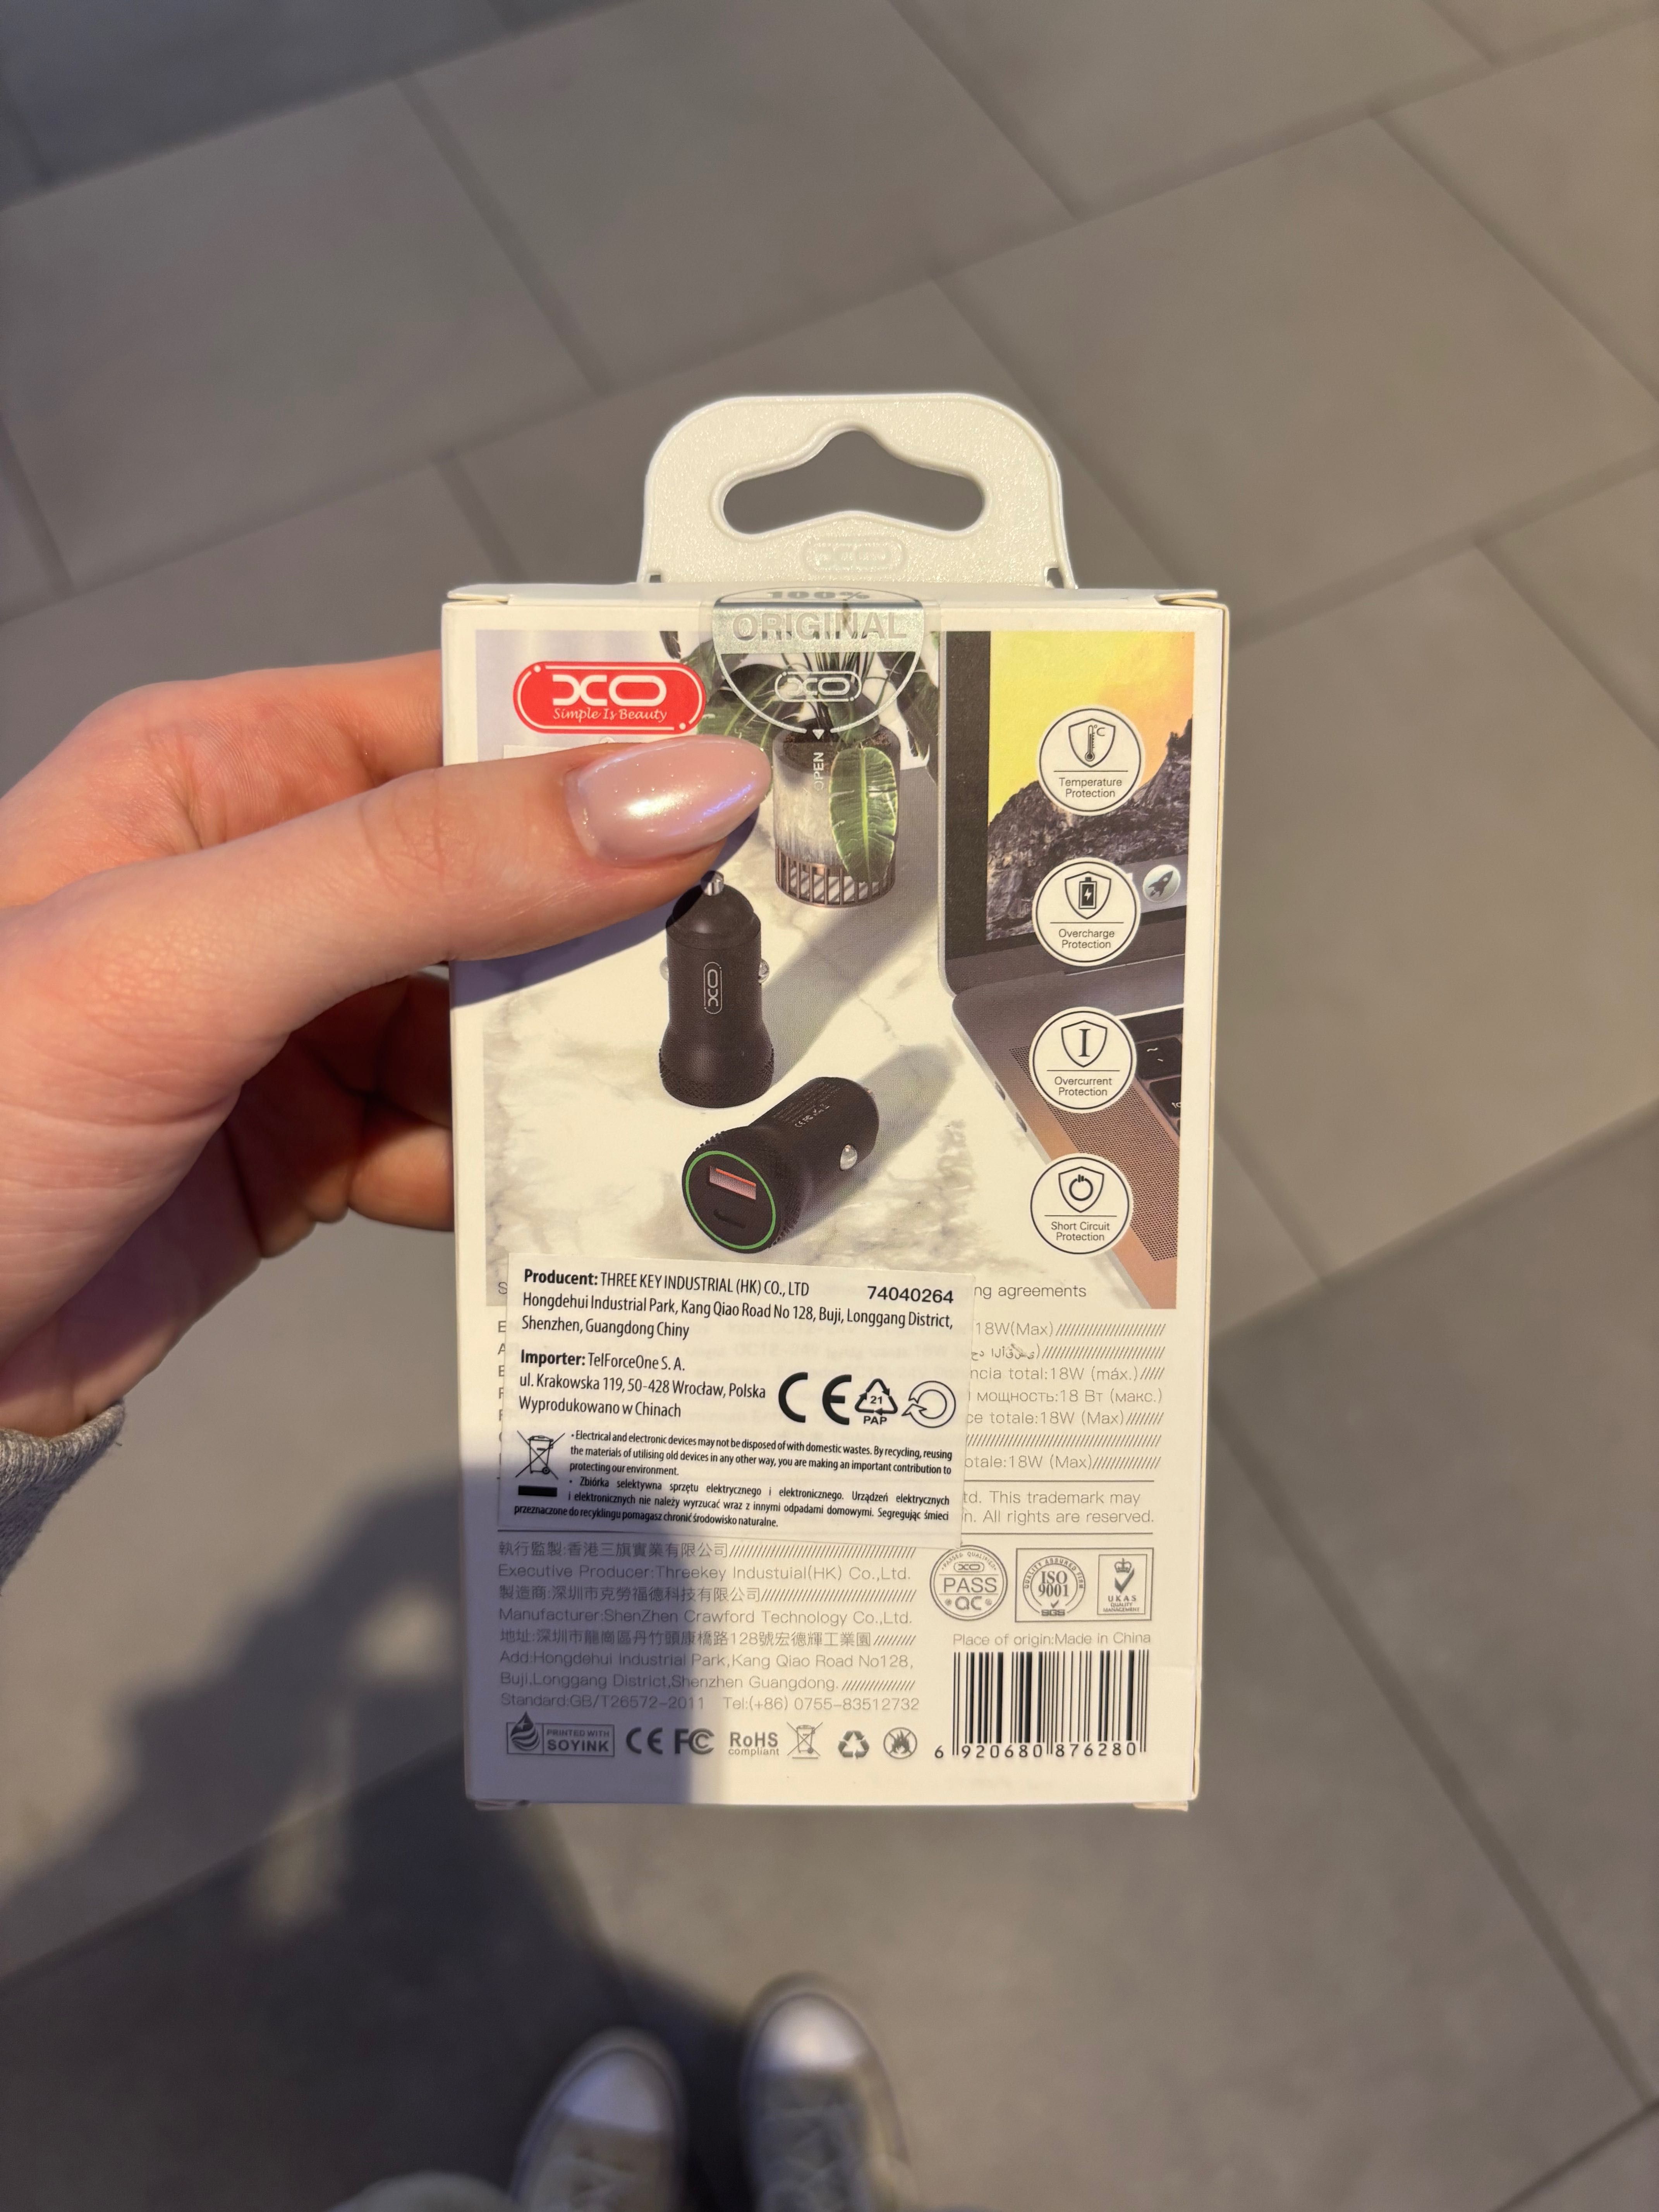 100%
ORIGINAL
XO
XO
Simple Is Beauty
XO
OPEN
°C
Temperature
Protection
Overcharge
Protection
XO
I
Overcurrent
Protection
Short Circuit
Protection
Producent: THREE KEY INDUSTRIAL (HK) CO., LTD 74040264
Hongdehui Industrial Park, Kang Qiao Road No 128, Buji, Longgang District,
Shenzhen, Guangdong Chiny
Importer: TelForceOne S. A.
ul. Krakowska 119, 50-428 Wrocław, Polska
Wyprodukowano w Chinach
CE
21
PAP
• Electrical and electronic devices may not be disposed of with domestic wastes. By recycling, reusing
the materials of utilising old devices in any other way, you are making an important contribution to
protecting our environment.
• Zbiórka selektywna sprzętu elektrycznego i elektronicznego. Urządzeń elektrycznych
i elektronicznych nie należy wyrzucać wraz z innymi odpadami domowymi. Segregując śmieci
przeznaczone do recyklingu pomagasz chronić środowisko naturalne.
agreements
18W(Max)
total:18W (máx.)
мощность:18 Вт (макс.)
totale:18W (Max)
18W (Max)
This trademark may
All rights are reserved.
執行監製:香港三旗實業有限公司
Executive Producer:Threekey Industuial(HK) Co.,Ltd.
製造商:深圳市克勞福德科技有限公司
Manufacturer:ShenZhen Crawford Technology Co.,Ltd.
地址:深圳市龍崗區丹竹頭康橋路128號宏德輝工業園
Add:Hongdehui Industrial Park,Kang Qiao Road No128,
Buji,Longgang District,Shenzhen Guangdong.
Standard:GB/T26572-2011 Tel:(+86) 0755-83512732
PRINTED WITH
SOYINK
CE FC RoHS
compliant
PASSED QUALIFIED
XO
PASS
QC
QUALITY ASSURED FIRM
ISO
9001
SGS
UKAS
QUALITY
MANAGEMENT
Place of origin:Made in China
6 920680 876280